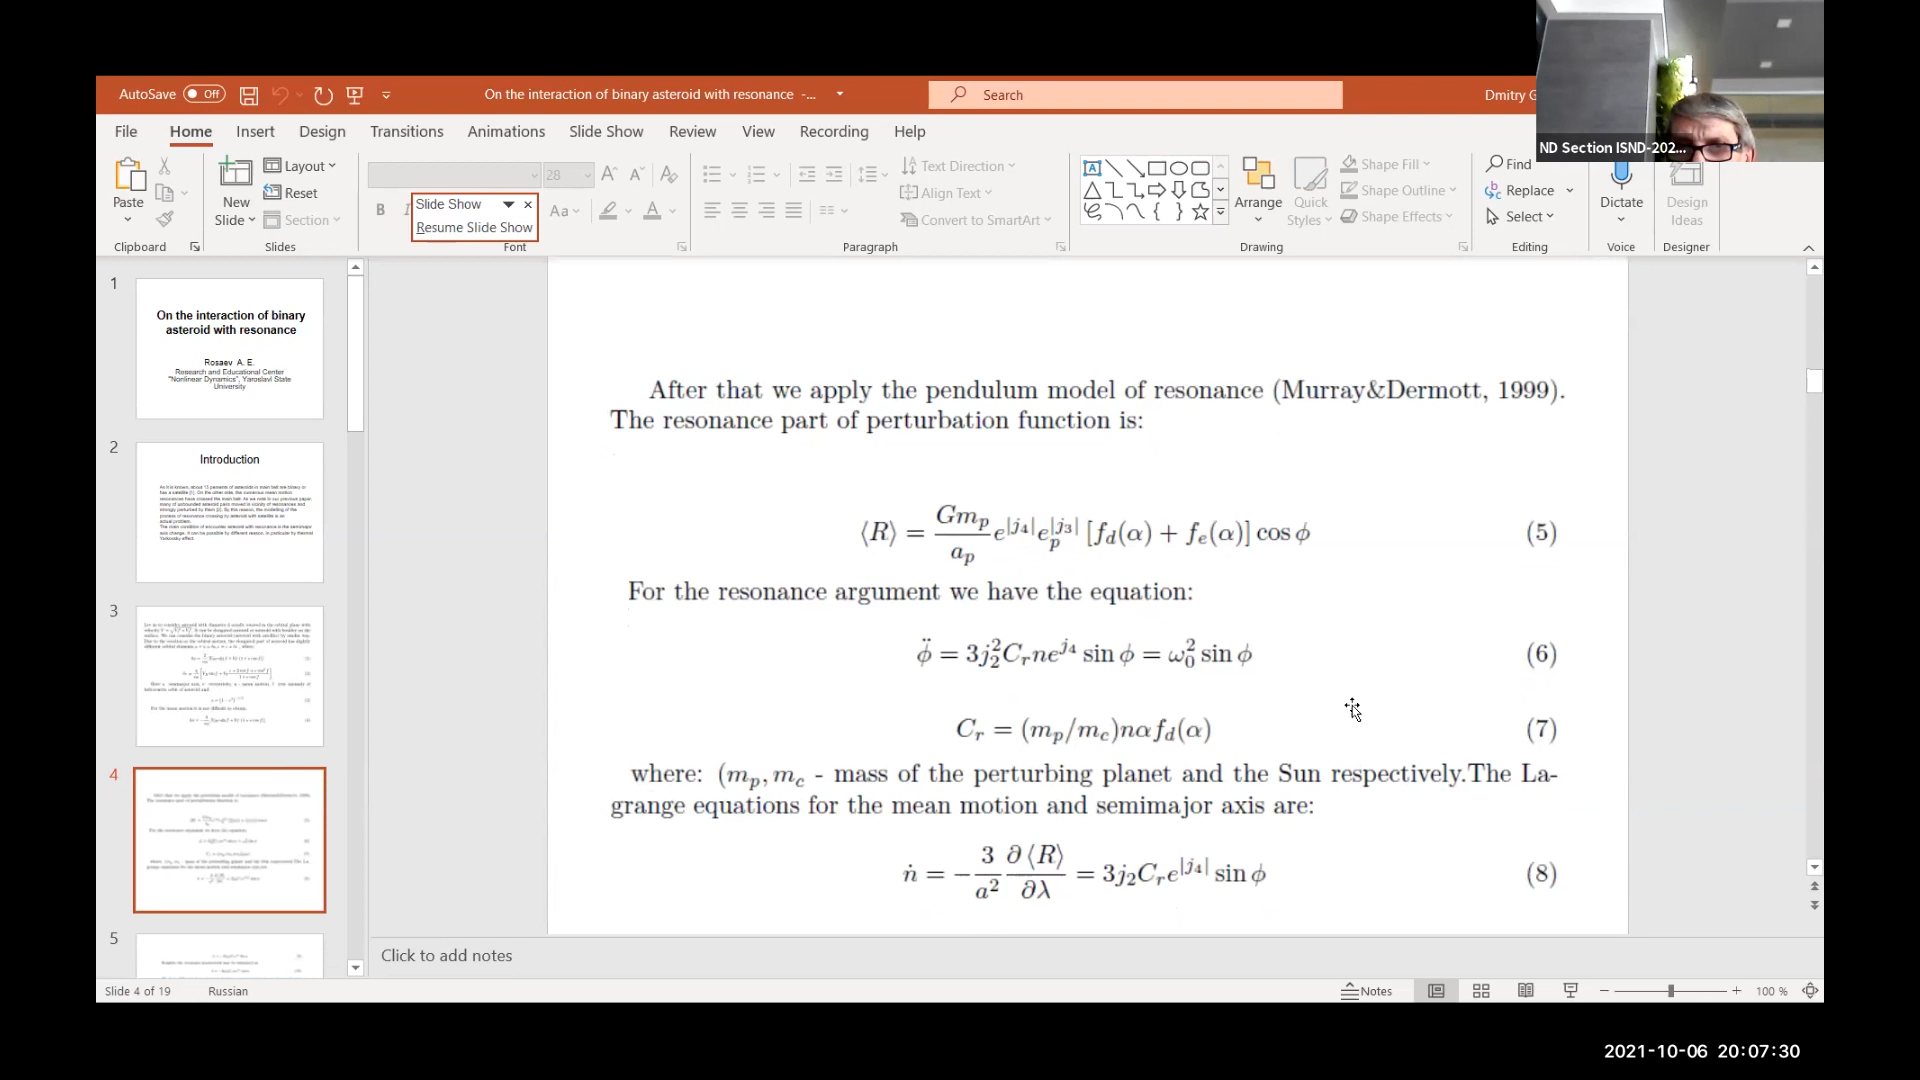 AutoSave Off
On the interaction of binary asteroid with resonance -...
Search
Dmitry G
ND Section ISND-202...
File Home Insert Design Transitions Animations Slide Show Review View Recording Help
Paste
Clipboard
New Slide
Layout
Reset
Section
Slides
28
B I
Aa
Slide Show
Resume Slide Show
Font
Text Direction
Align Text
Convert to SmartArt
Paragraph
Arrange
Quick Styles
Shape Fill
Shape Outline
Shape Effects
Drawing
Find
Replace
Select
Editing
Dictate
Voice
Design Ideas
Designer
1
On the interaction of binary
asteroid with resonance
Rosaev A. E.
Research and Educational Center
"Nonlinear Dynamics", Yaroslavl State
University
2
Introduction
3
4
5
After that we apply the pendulum model of resonance (Murray&Dermott, 1999).
The resonance part of perturbation function is:
⟨R⟩ = Gm_p/a_p e^{|j_4|} e_p^{|j_3|} [f_d(α) + f_e(α)] cos ϕ (5)
For the resonance argument we have the equation:
ϕ̈ = 3j_2^2 C_r n e^{j_4} sin ϕ = ω_0^2 sin ϕ (6)
C_r = (m_p/m_c)nαf_d(α) (7)
where: (m_p, m_c - mass of the perturbing planet and the Sun respectively.The La-
grange equations for the mean motion and semimajor axis are:
ṅ = −3/a^2 ∂⟨R⟩/∂λ = 3j_2 C_r e^{|j_4|} sin ϕ (8)
Click to add notes
Slide 4 of 19 Russian
Notes
100 %
2021-10-06 20:07:30